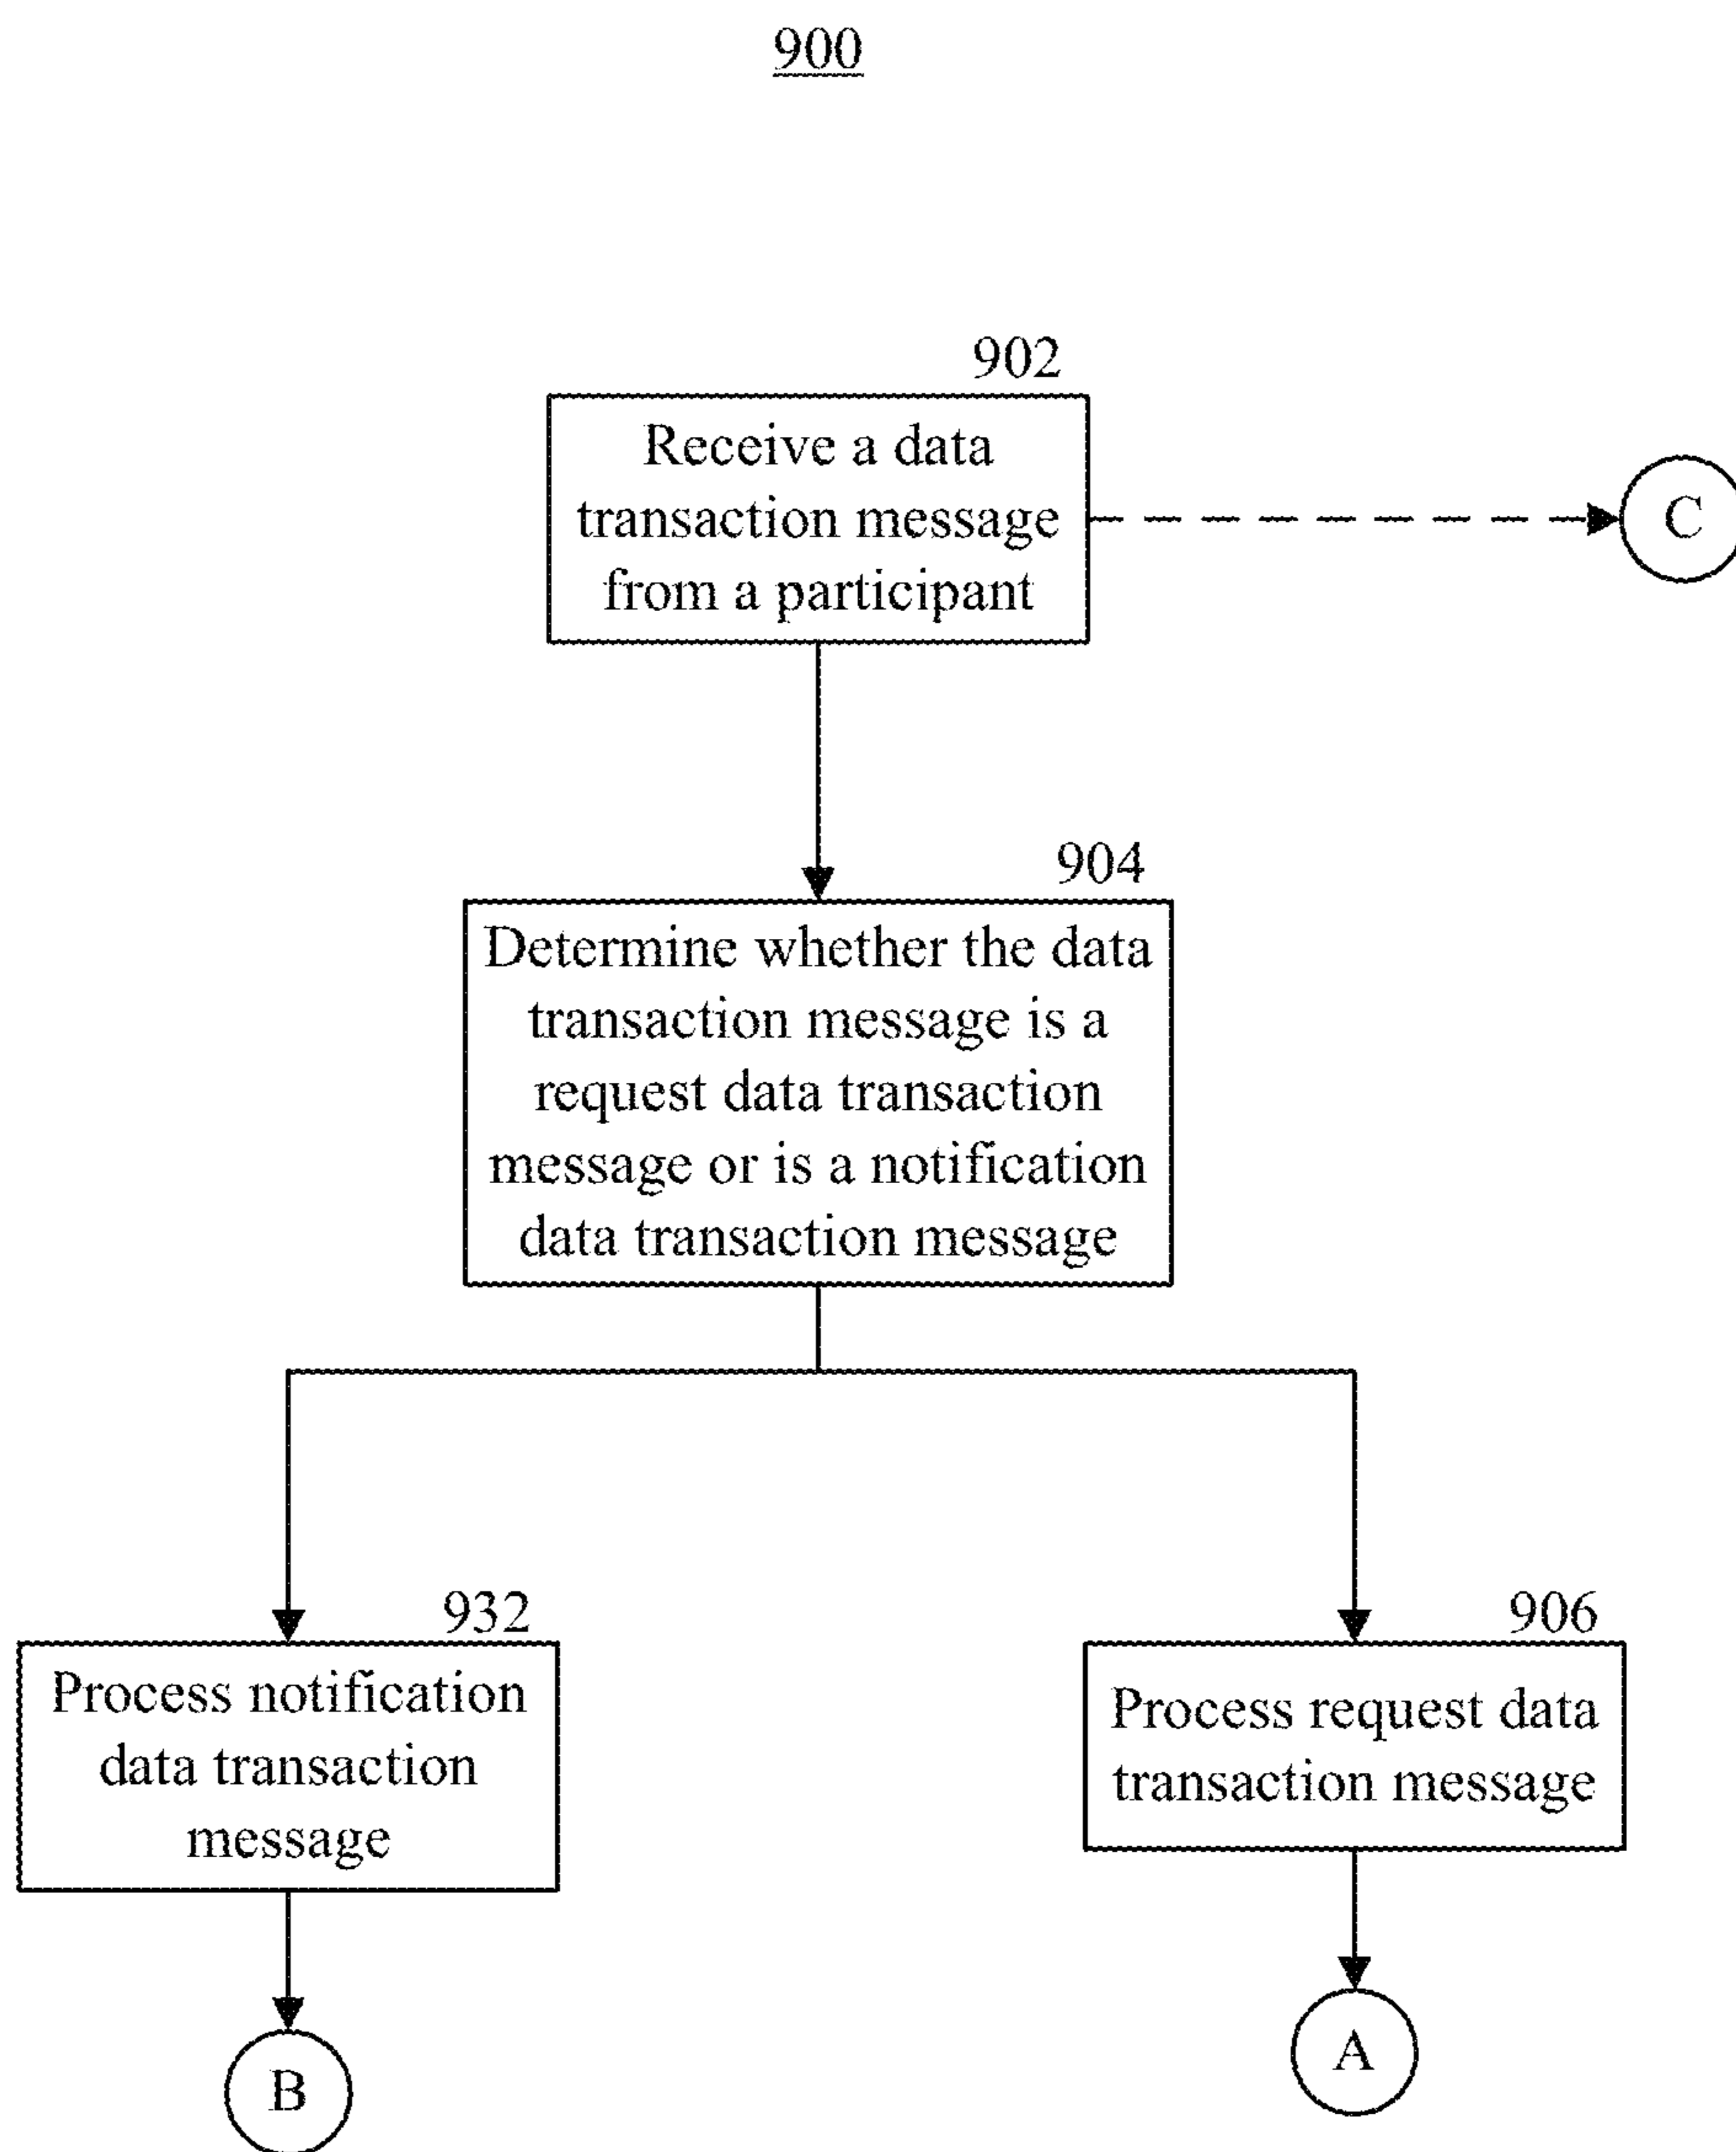 900
902
Receive a data
transaction message
from a participant
C
904
Determine whether the data
transaction message is a
request data transaction
message or is a notification
data transaction message
932
Process notification
data transaction
message
B
906
Process request data
transaction message
A